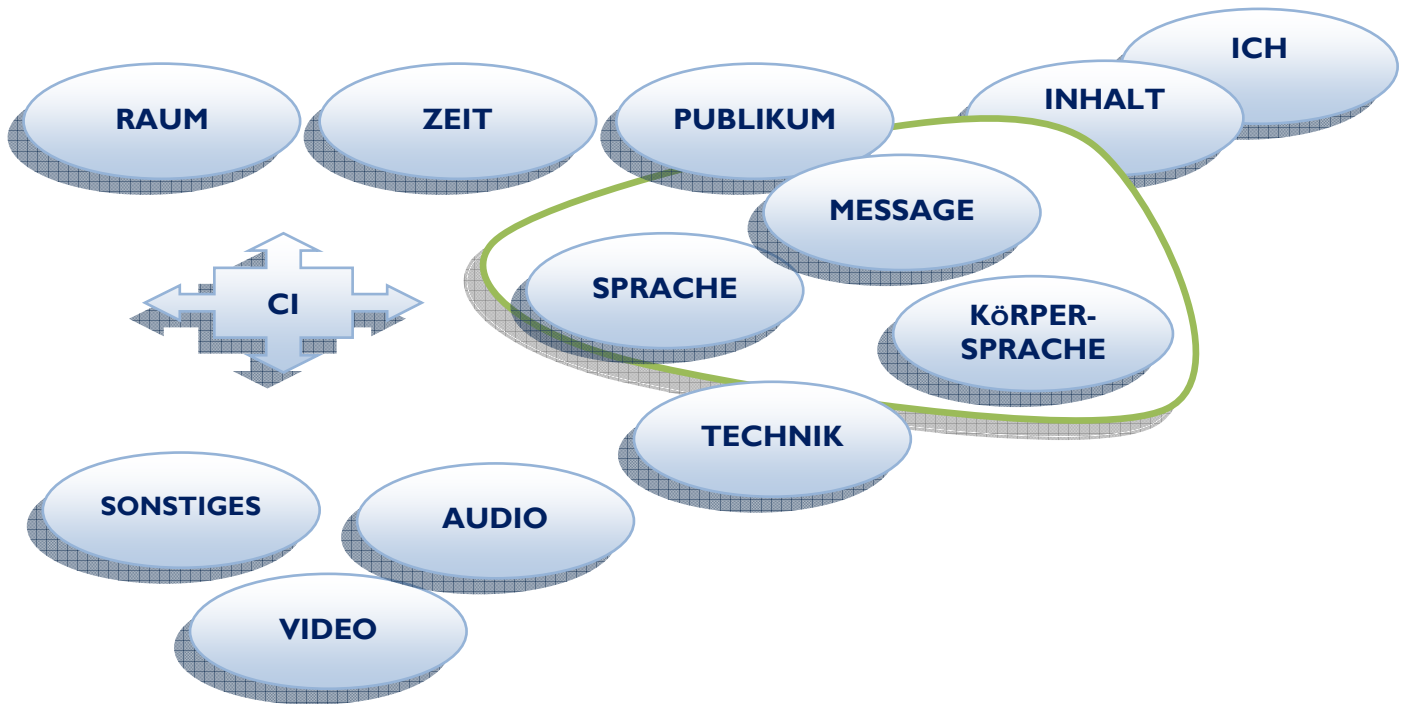 ICH
RAUM
ZEIT
PUBLIKUM
INHALT
MESSAGE
SPRACHE
CI
KöRPER-
SPRACHE
TECHNIK
SONSTIGES
AUDIO
VIDEO